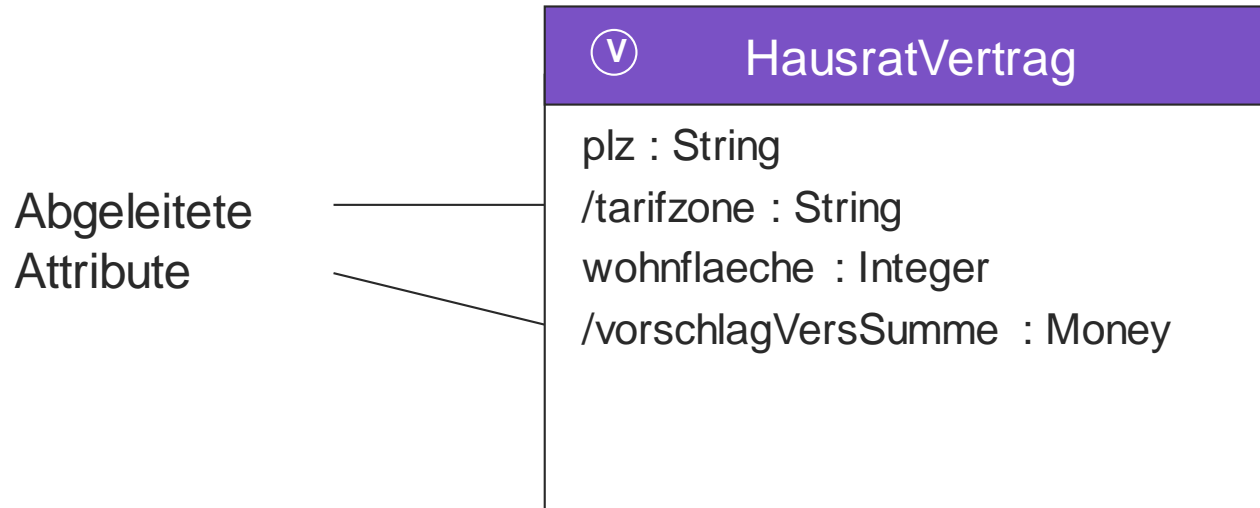 V
HausratVertrag
plz : String
Abgeleitete
Attribute
/tarifzone : String
wohnflaeche : Integer
/vorschlagVersSumme : Money